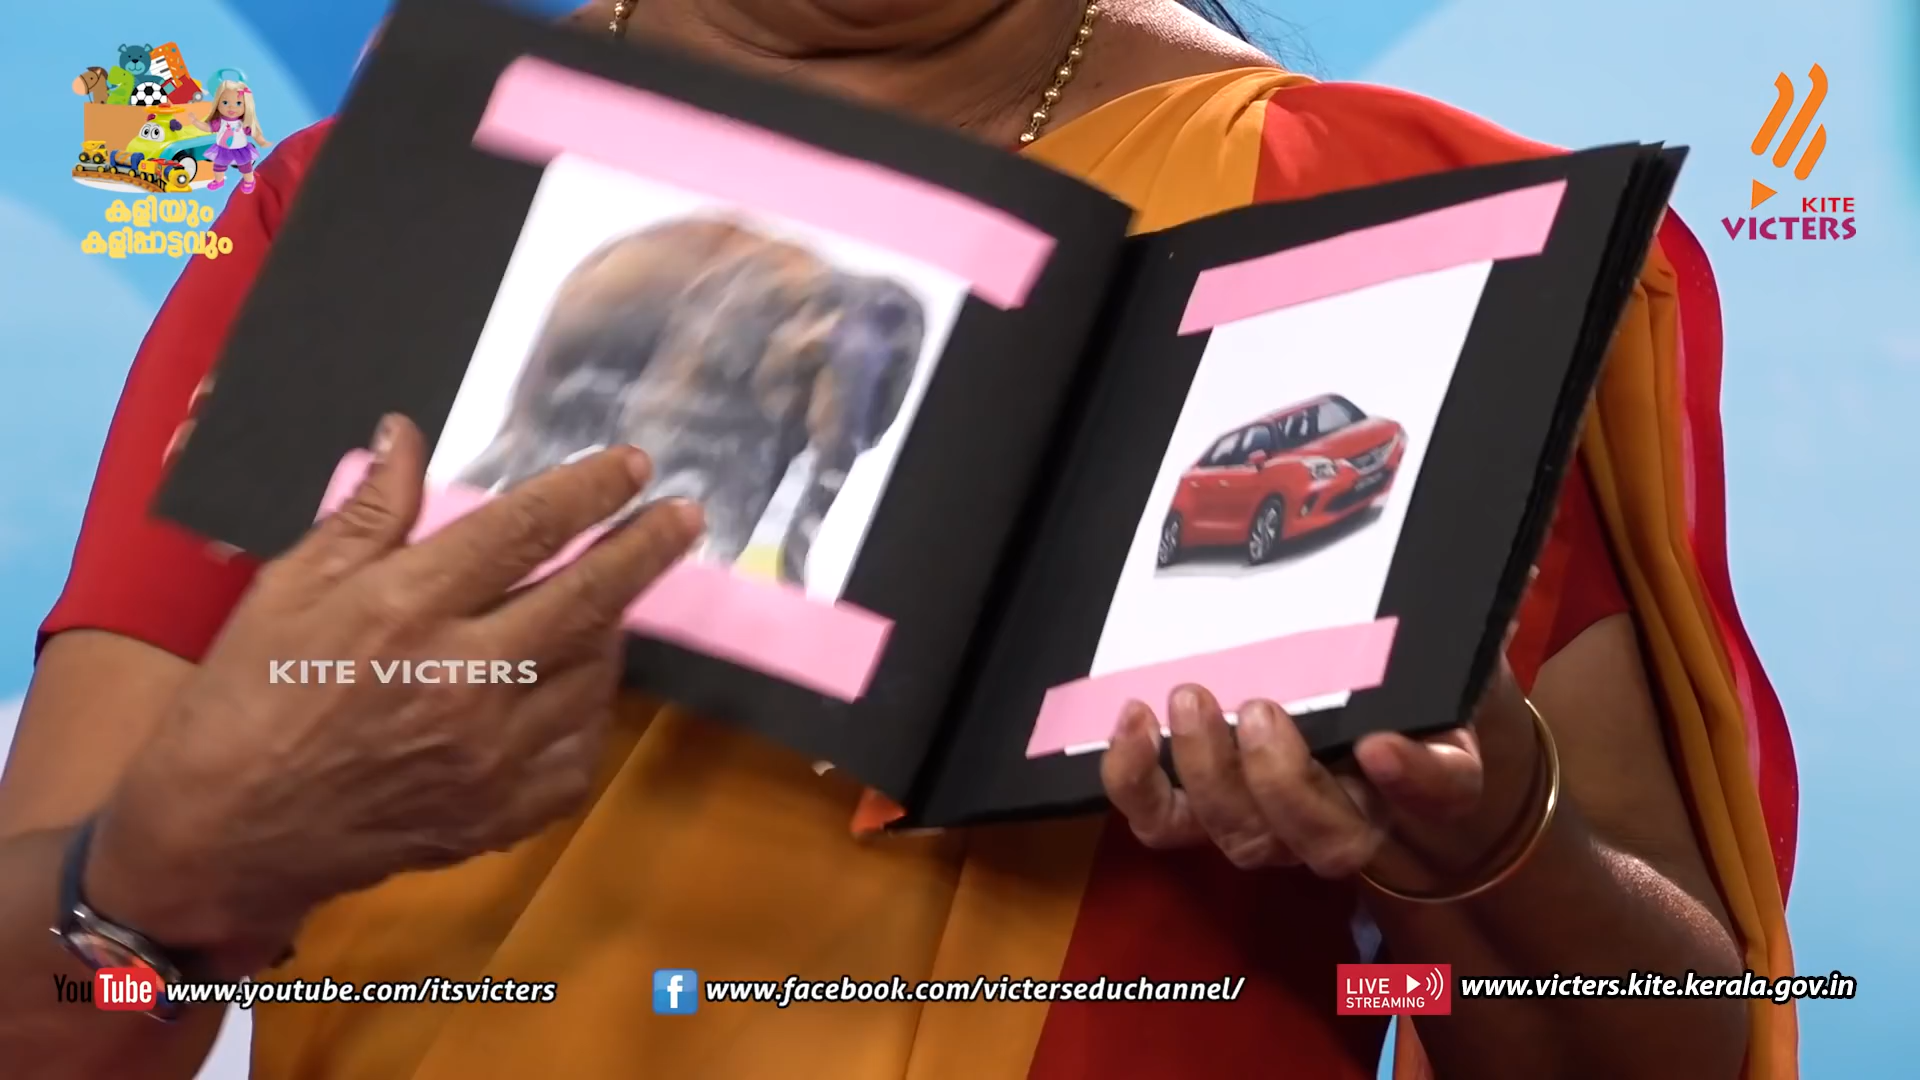 കളിയും
കളിപ്പാട്ടവും
KITE
VICTERS
KITE VICTERS
You Tube www.youtube.com/itsvicters
f www.facebook.com/victerseduchannel/
LIVE
STREAMING
www.victers.kite.kerala.gov.in